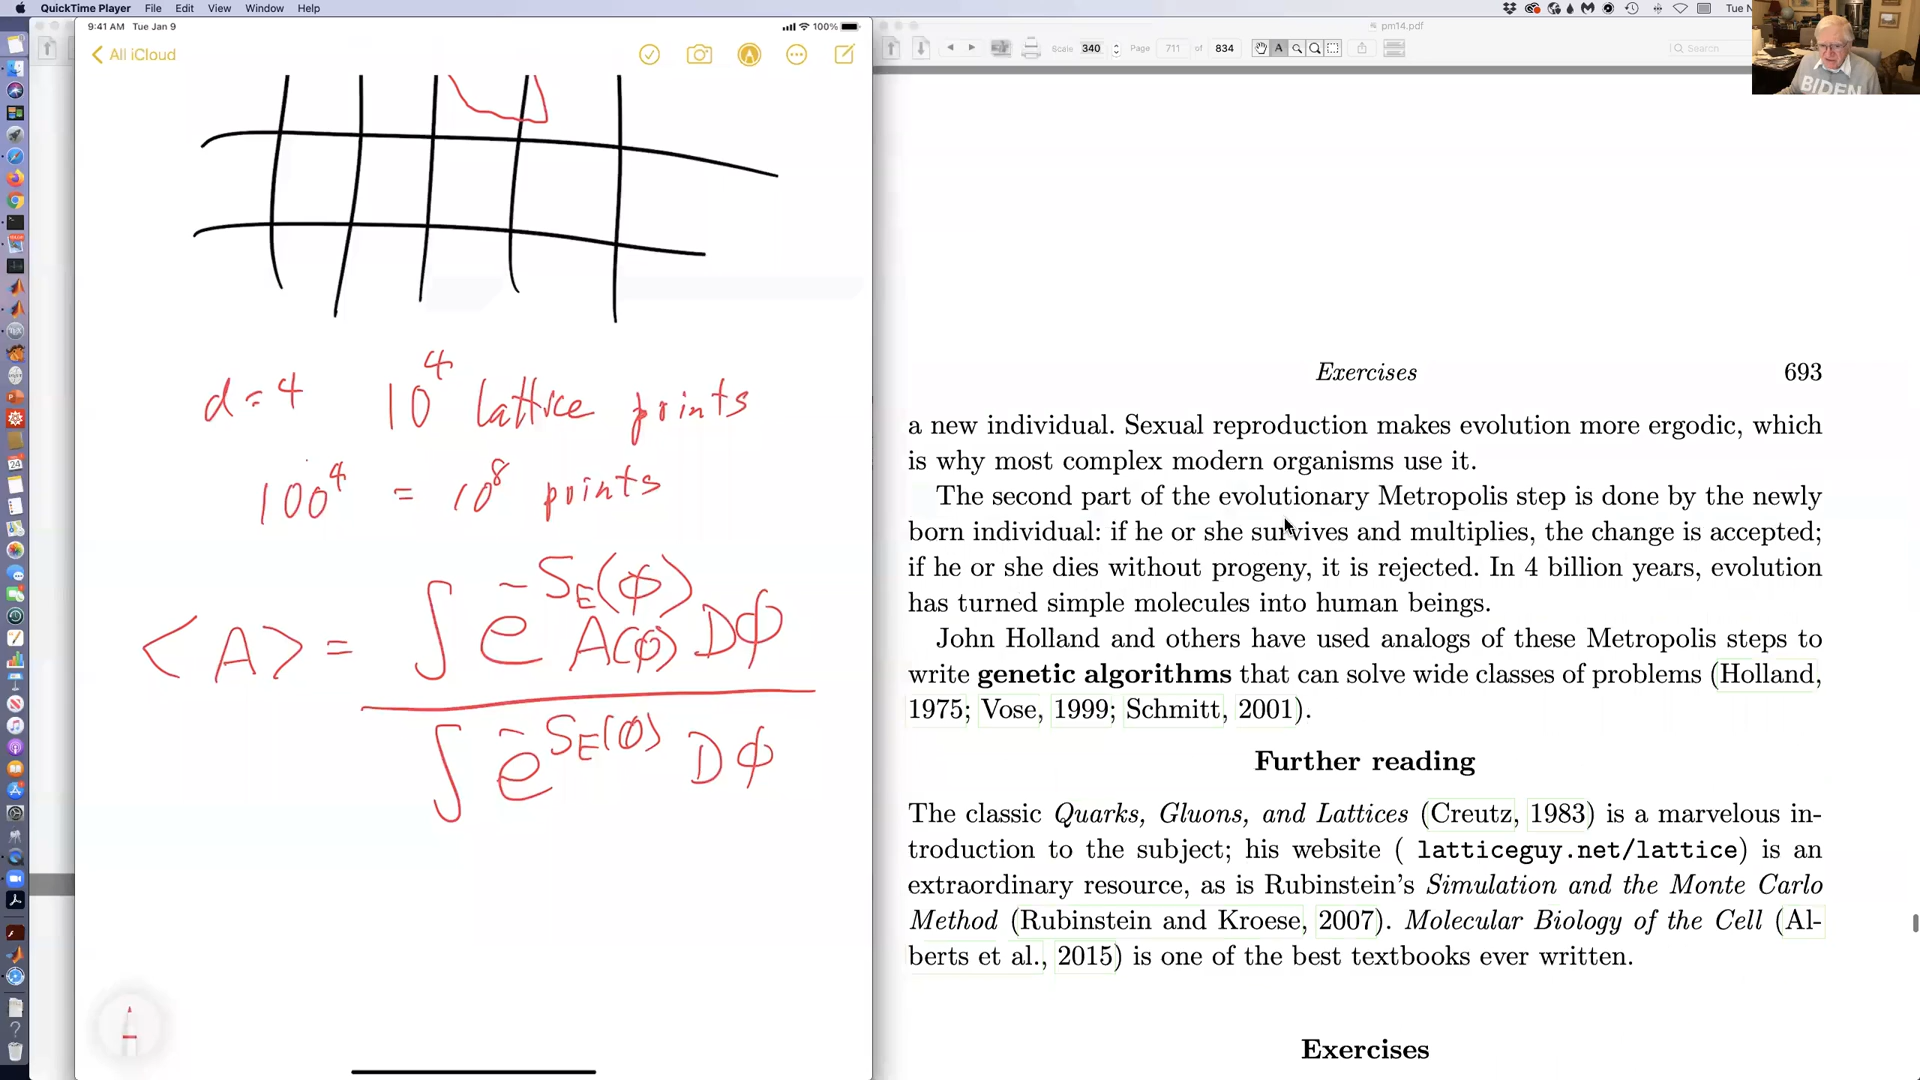 QuickTime Player File Edit View Window Help
Tue N
9:41 AM Tue Jan 9
100%
All iCloud
pm14.pdf
Scale 340 Page 711 of 834
Search
BIDEN
d = 4 10^4 lattice points
100^4 = 10^8 points
<A> = ∫ e^{-S_E(ϕ)} A(ϕ) Dϕ
∫ e^{-S_E(ϕ)} Dϕ
Exercises 693
a new individual. Sexual reproduction makes evolution more ergodic, which
is why most complex modern organisms use it.
The second part of the evolutionary Metropolis step is done by the newly
born individual: if he or she survives and multiplies, the change is accepted;
if he or she dies without progeny, it is rejected. In 4 billion years, evolution
has turned simple molecules into human beings.
John Holland and others have used analogs of these Metropolis steps to
write genetic algorithms that can solve wide classes of problems (Holland,
1975; Vose, 1999; Schmitt, 2001).
Further reading
The classic Quarks, Gluons, and Lattices (Creutz, 1983) is a marvelous in-
troduction to the subject; his website ( latticeguy.net/lattice) is an
extraordinary resource, as is Rubinstein's Simulation and the Monte Carlo
Method (Rubinstein and Kroese, 2007). Molecular Biology of the Cell (Al-
berts et al., 2015) is one of the best textbooks ever written.
Exercises